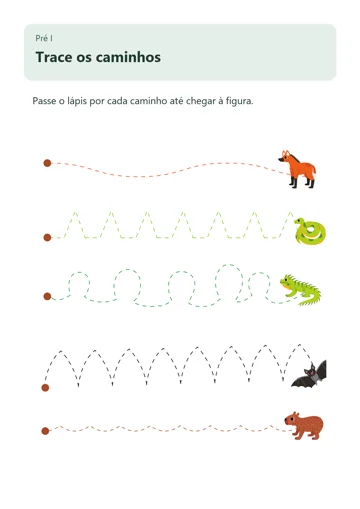 Pré I
Trace os caminhos
Passe o lápis por cada caminho até chegar à figura.